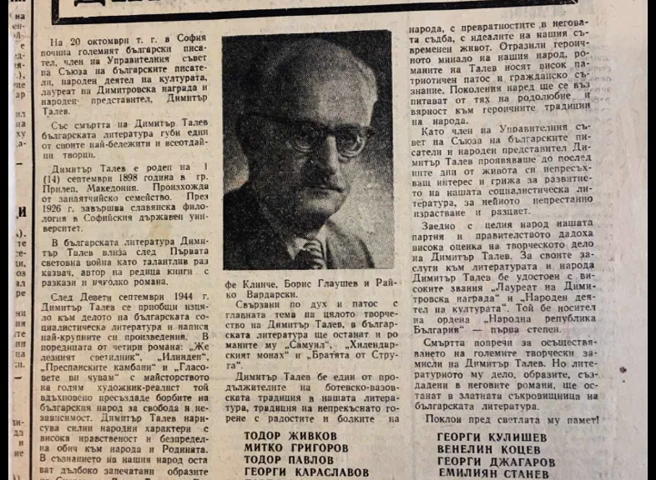 На 20 октомври т. г. в София
почина големият български писа-
тел, член на Управителния съвет
на Съюза на българските писате-
ли, народен деятел на културата,
лауреат на Димитровска награда и
народен представител, Димитър
Талев.
Със смъртта на Димитър Талев
българската литература губи един
от своите най-бележити и всеотдай-
ни творци.
Димитър Талев е роден на 1
(14) септември 1898 година в гр.
Прилеп, Македония. Произхожда
от занаятчийско семейство. През
1926 г. завършва славянска фило-
логия в Софийския държавен уни-
верситет.
В българската литература Дими-
тър Талев влиза след Първата
световна война като талантлив раз-
казвач, автор на редица книги с
разкази и няколко романа.
След Девети септември 1944 г.
Димитър Талев се приобщи изця-
ло към делото на българската со-
циалистическа литература и написа
най-крупните си произведения. В
поредицата от четири романа: „Же-
лезният светилник", „Илинден",
„Преспанските камбани" и „Гласо-
вете ви чувам" с майсторството
на голям художник-реалист той
вдъхновено пресъздаде борбите на
българския народ за свобода и не-
зависимост. Димитър Талев нари-
сува силни народни характери с
висока нравственост и безпредел-
на обич към народа и Родината.
В съзнанието на нашия народ оста-
ват дълбоко запечатани образите
фе Клинче, Борис Глаушев и Рай-
ко Вардарски.
Свързани по дух и патос с
главната тема на цялото творчество
на Димитър Талев, в българ-
ската литература ще останат и ро-
маните му „Самуил", „Хилендар-
ският монах" и „Братята от Стру-
га".
Димитър Талев бе един от про-
дължителите на ботевско-вазов-
ската традиция в нашата литера-
тура, традиция на непрекъснато го-
рене с радостите и болките на
народа, с превратностите в негова-
та съдба, с идеалите на нашия съ-
временен живот. Отразили героич-
ното минало на нашия народ, ро-
маните на Талев носят висок па-
триотичен патос и гражданско съ-
знание. Поколения наред ще се въз-
питават от тях на родолюбие и
вярност към героичните традиции
на народа.
Като член на Управителния съ-
вет на Съюза на българските пи-
сатели и народен представител Ди-
митър Талев проявяваше до послед-
ните дни от живота си непресъх-
ващ интерес и грижа за развитие-
то на нашата социалистическа ли-
тература, за нейното непрестанно
израстване и разцвет.
Заедно с целия народ нашата
партия и правителството дадоха
висока оценка на творческото дело
на Димитър Талев. За своите за-
слуги към литературата и народа
Димитър Талев бе удостоен с ви-
соките звания „Лауреат на Дими-
тровска награда" и „Народен дея-
тел на културата". Той бе носител
на ордена „Народна република
България" — първа степен.
Смъртта попречи за осъществя-
ването на големите творчески за-
мисли на Димитър Талев. Но лите-
ратурното му дело, образите, създа-
дени в неговите романи, ще оста-
нат в златната съкровищница на
българската литература.
Поклон пред светлата му памет!
ТОДОР ЖИВКОВ
МИТКО ГРИГОРОВ
ТОДОР ПАВЛОВ
ГЕОРГИ КАРАСЛАВОВ
ГЕОРГИ КУЛИШЕВ
ВЕНЕЛИН КОЦЕВ
ГЕОРГИ ДЖАГАРОВ
ЕМИЛИЯН СТАНЕВ